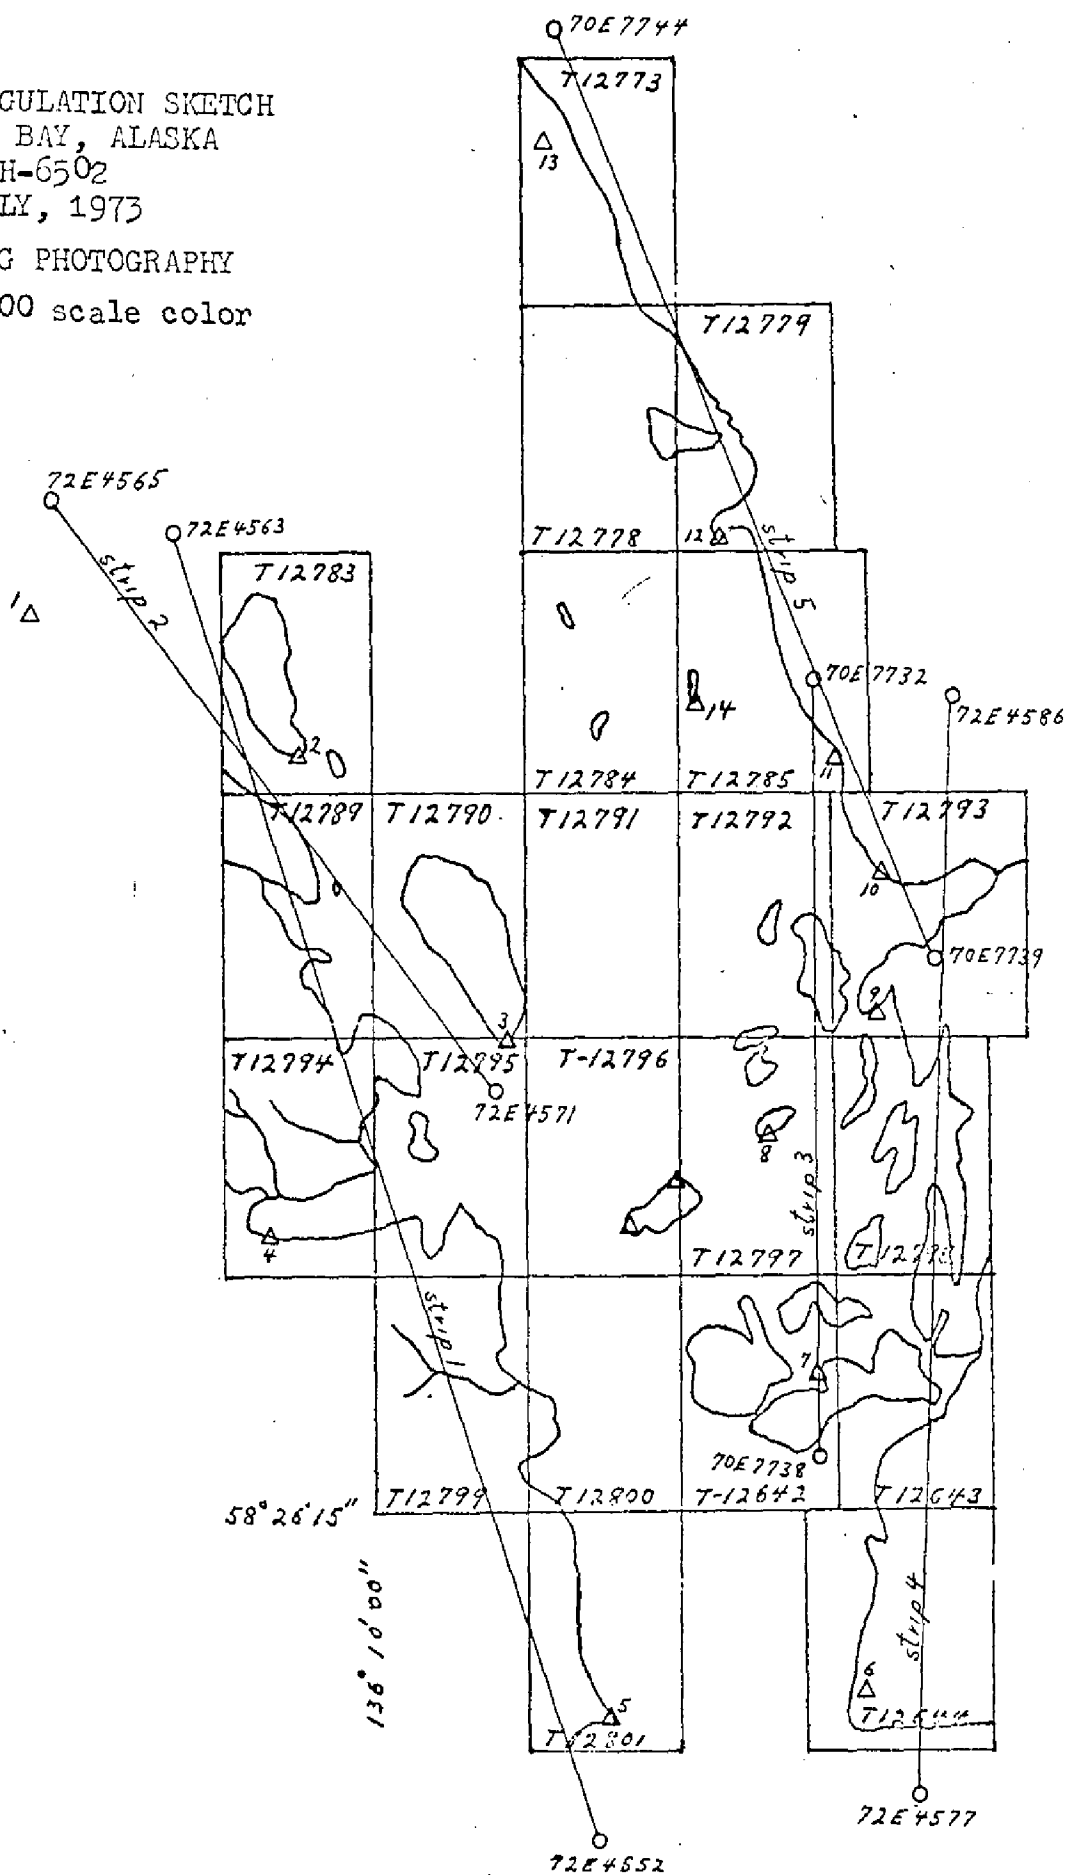 GULATION SKETCH
BAY, ALASKA
H-6502
LY, 1973
G PHOTOGRAPHY
00 scale color
70E7744
T12773
13
T12779
T12778
12
strip 5
72E4565
72E4563
strip 2
1
T12783
2
14
70E7732
72E4586
T12784
T12785
11
T12789
T12790
T12791
T12792
T12793
10
70E7739
9
3
T12794
T12795
T-12796
72E4571
8
strip 3
4
T12797
T12798
strip 1
7
70E7738
T12799
T12800
T-12642
T12643
58° 26' 15"
136° 10' 00"
strip 4
6
T12644
5
T12801
72E4577
72E4552